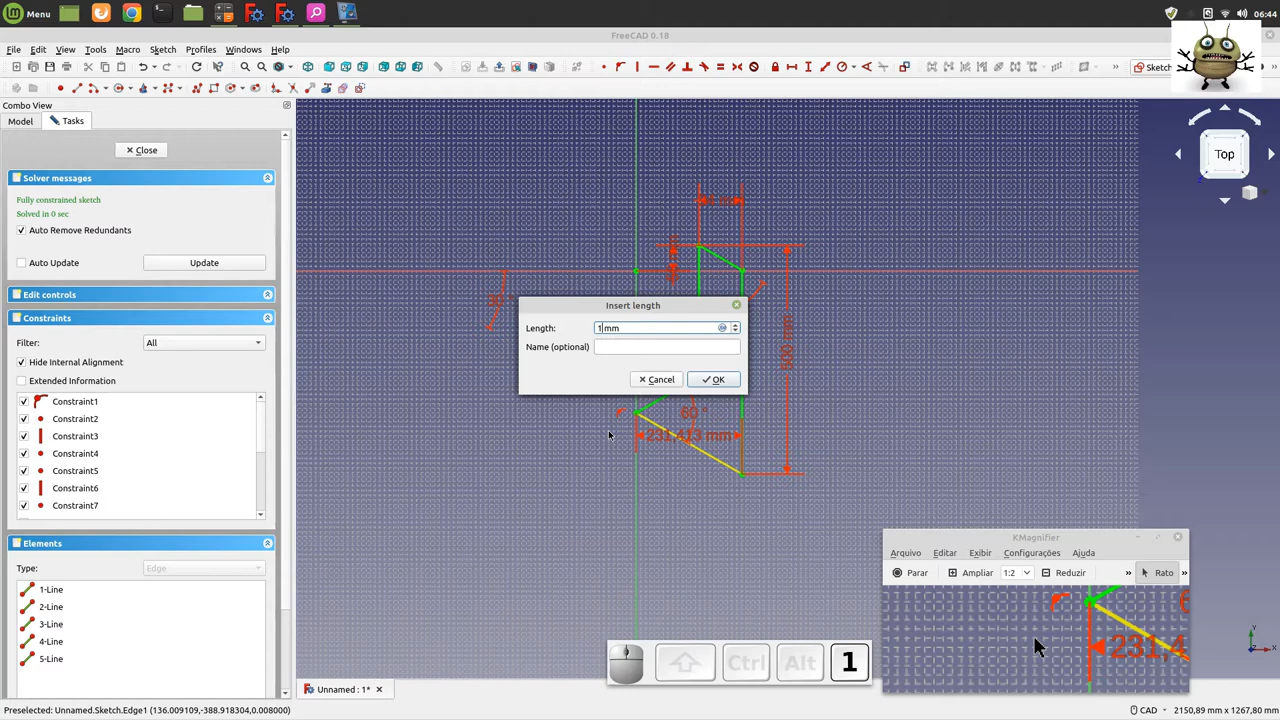 Menu
06:44
FreeCAD 0.18
File Edit View Tools Macro Sketch Profiles Windows Help
Sketch
Combo View
Model Tasks
Close
Solver messages
Fully constrained sketch
Solved in 0 sec
Auto Remove Redundants
Auto Update Update
Edit controls
Constraints
Filter: All
Hide Internal Alignment
Extended Information
Constraint1
Constraint2
Constraint3
Constraint4
Constraint5
Constraint6
Constraint7
Elements
Type: Edge
1-Line
2-Line
3-Line
4-Line
5-Line
Top
500 mm
Insert length
Length: 1 mm
Name (optional)
Cancel OK
60 °
231,413 mm
KMagnifier
Arquivo Editar Exibir Configurações Ajuda
Parar Ampliar 1:2 Reduzir » Rato »
231,4
Ctrl Alt 1
Y
X
Unnamed : 1*
Preselected: Unnamed.Sketch.Edge1 (136.009109,-388.918304,0.008000)
CAD 2150,89 mm x 1267,80 mm